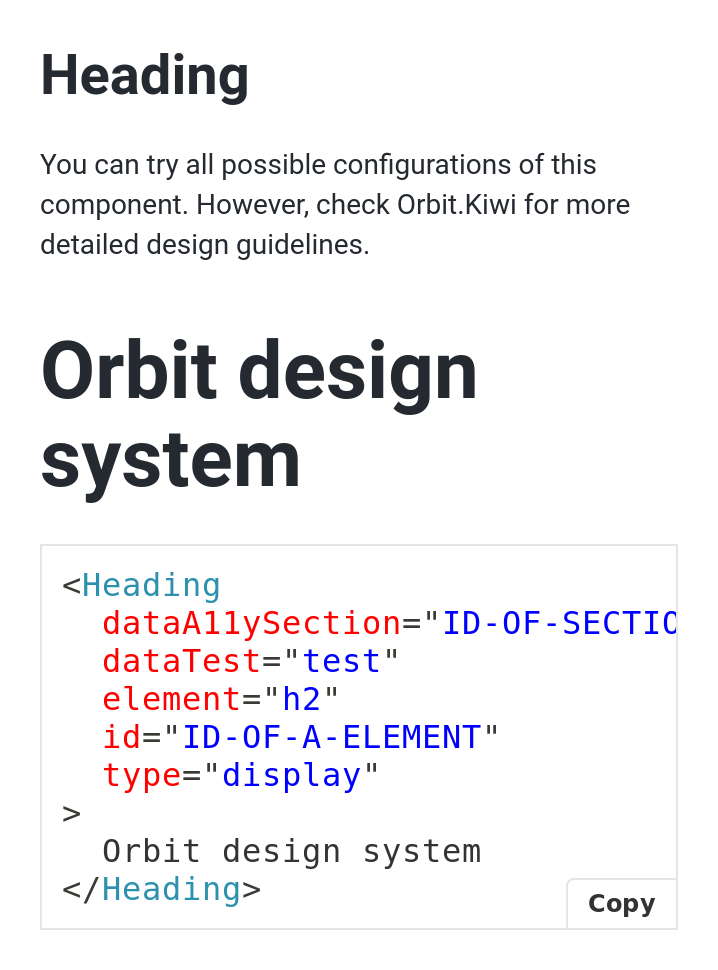 Heading
You can try all possible configurations of this
component. However, check Orbit.Kiwi for more
detailed design guidelines.
Orbit design
system
<Heading
  dataA11ySection="ID-OF-SECTIO
  dataTest="test"
  element="h2"
  id="ID-OF-A-ELEMENT"
  type="display"
>
  Orbit design system
</Heading>
Copy